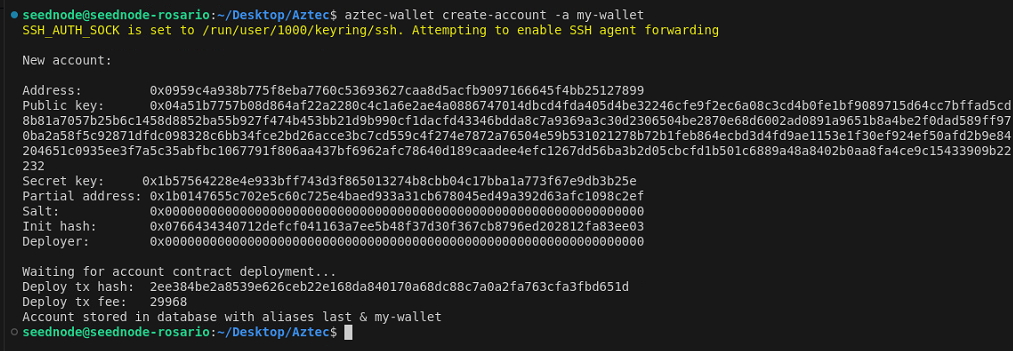 seednode@seednode-rosario:~/Desktop/Aztec$ aztec-wallet create-account -a my-wallet
SSH_AUTH_SOCK is set to /run/user/1000/keyring/ssh. Attempting to enable SSH agent forwarding
New account:
Address: 0x0959c4a938b775f8eba7760c53693627caa8d5acfb9097166645f4bb25127899
Public key: 0x04a51b7757b08d864af22a2280c4c1a6e2ae4a0886747014dbcd4fda405d4be32246cfe9f2ec6a08c3cd4b0fe1bf9089715d64cc7bffad5cd
8b81a7057b25b6c1458d8852ba55b927f474b453bb21d9b990cf1dacfd43346bdda8c7a9369a3c30d2306504be2870e68d6002ad0891a9651b8a4be2f0dad589ff97
0ba2a58f5c92871dfdc098328c6bb34fce2bd26acce3bc7cd559c4f274e7872a76504e59b531021278b72b1feb864ecbd3d4fd9ae1153e1f30ef924ef50afd2b9e84
204651c0935ee3f7a5c35abfbc1067791f806aa437bf6962afc78640d189caadee4efc1267dd56ba3b2d05cbcfd1b501c6889a48a8402b0aa8fa4ce9c15433909b22
232
Secret key: 0x1b57564228e4e933bff743d3f865013274b8cbb04c17bba1a773f67e9db3b25e
Partial address: 0x1b0147655c702e5c60c725e4baed933a31cb678045ed49a392d63afc1098c2ef
Salt: 0x0000000000000000000000000000000000000000000000000000000000000000
Init hash: 0x0766434340712defcf041163a7ee5b48f37d30f367cb8796ed202812fa83ee03
Deployer: 0x0000000000000000000000000000000000000000000000000000000000000000
Waiting for account contract deployment...
Deploy tx hash: 2ee384be2a8539e626ceb22e168da840170a68dc88c7a0a2fa763cfa3fbd651d
Deploy tx fee: 29968
Account stored in database with aliases last & my-wallet
seednode@seednode-rosario:~/Desktop/Aztec$